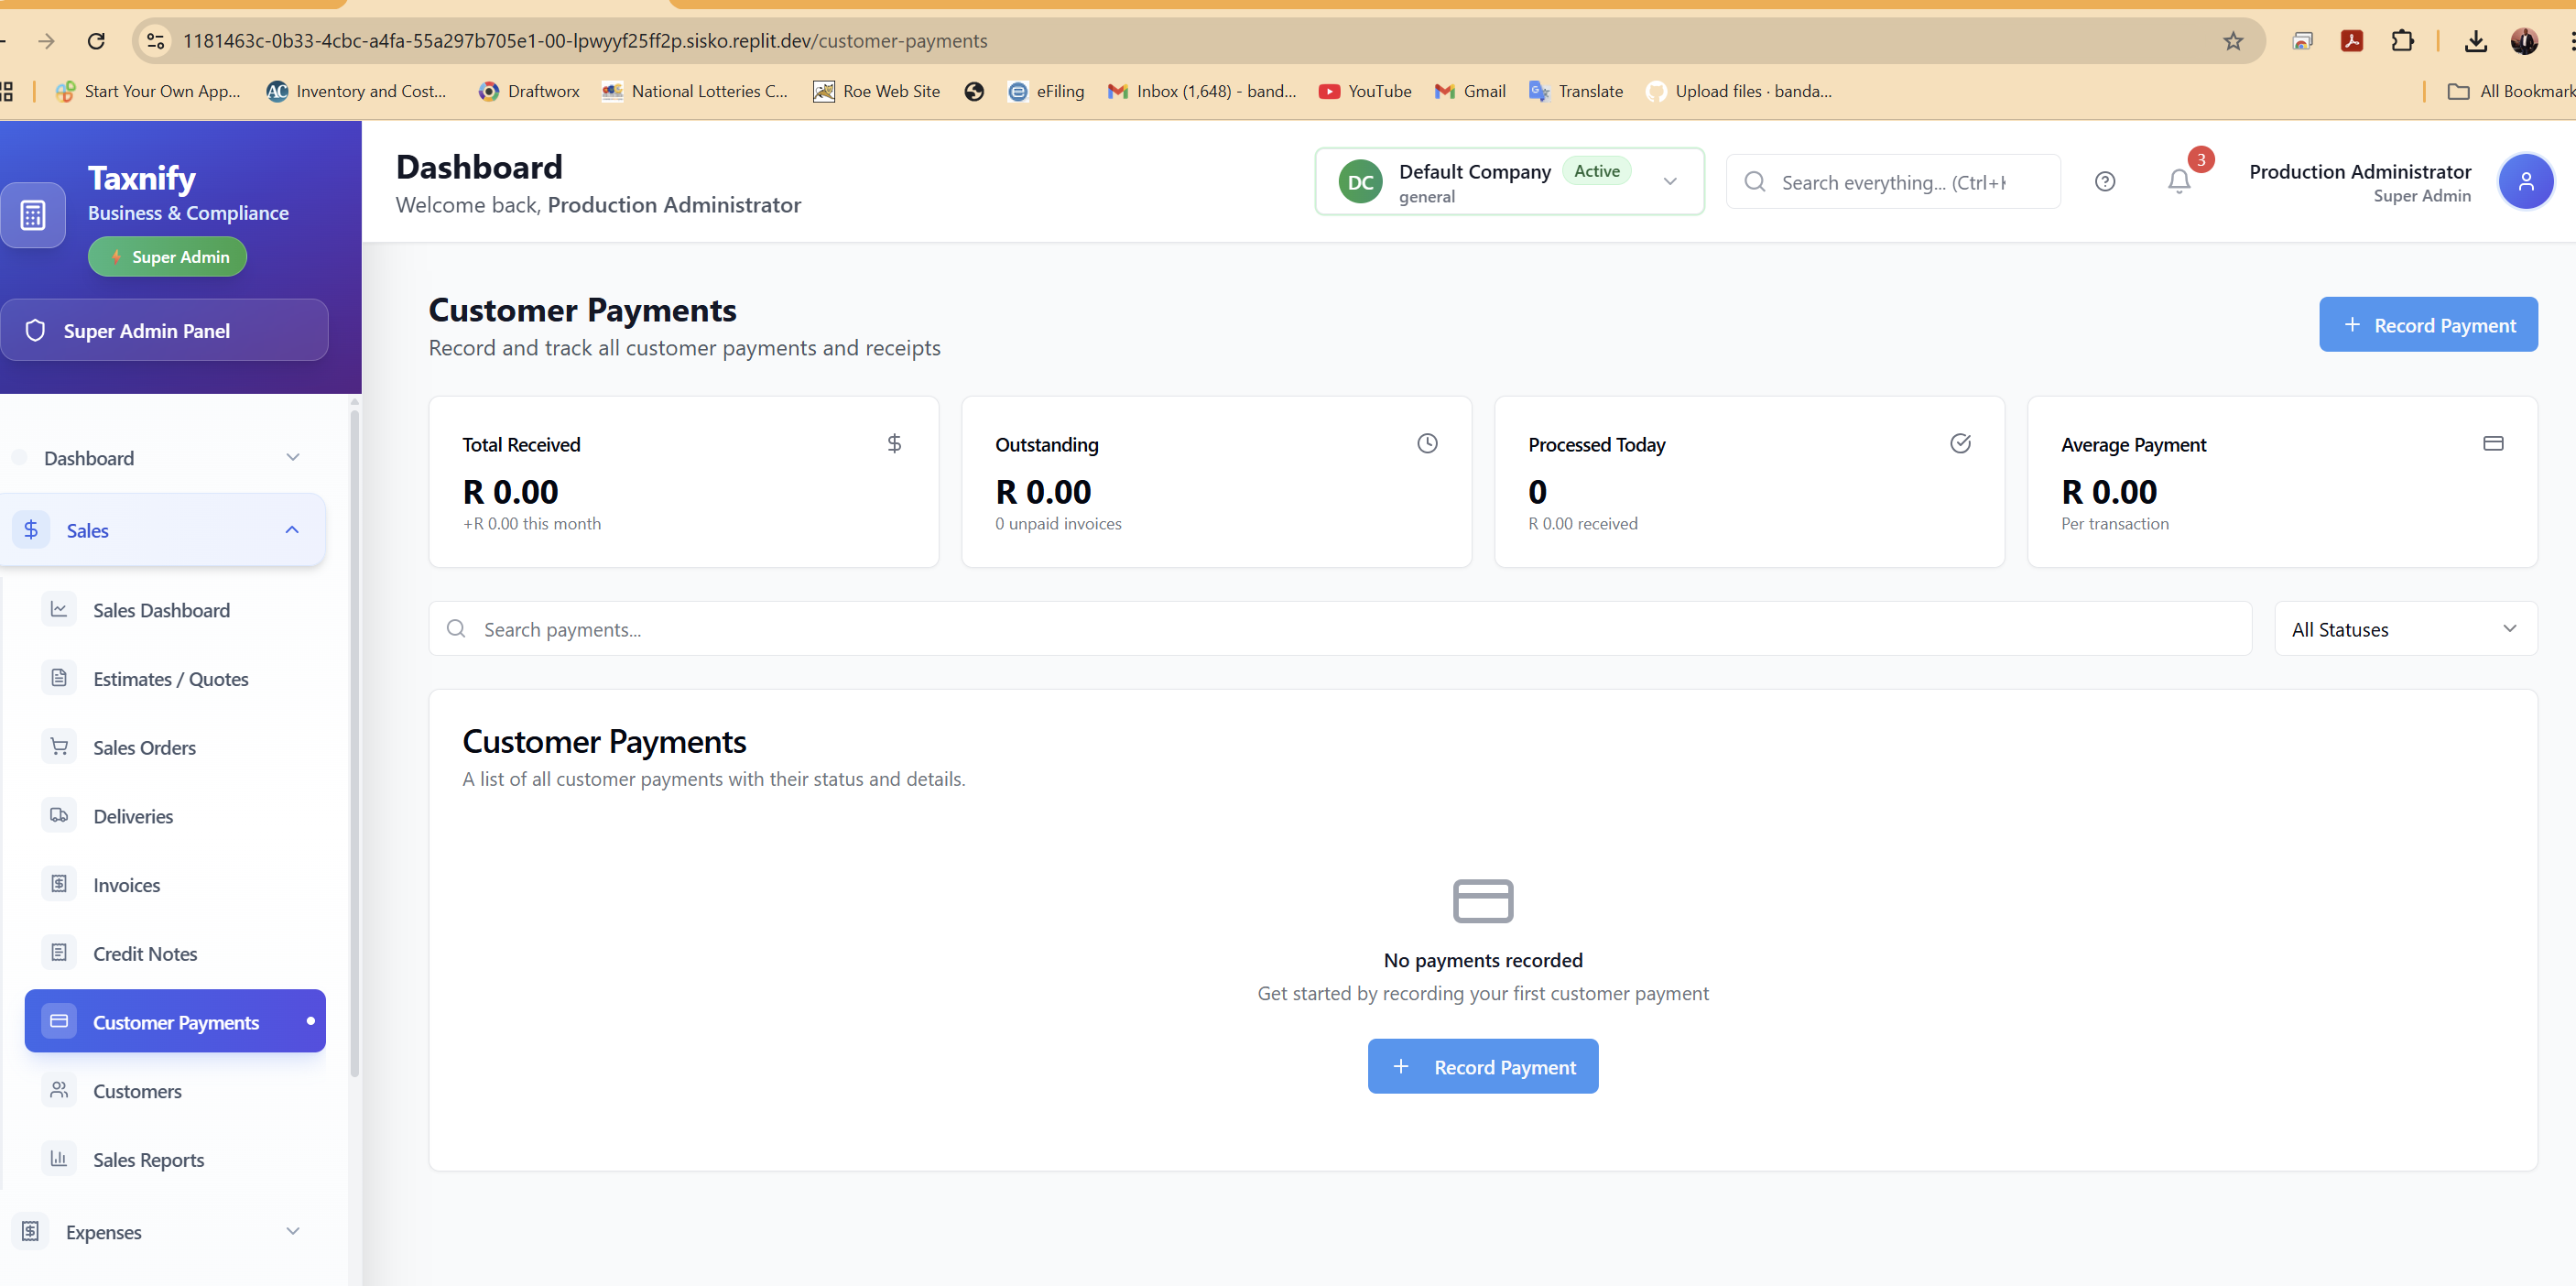 1181463c-0b33-4cbc-a4fa-55a297b705e1-00-lpwyyf25ff2p.sisko.replit.dev/customer-payments
Start Your Own App...
AC
Inventory and Cost...
Draftworx
National Lotteries C...
Roe Web Site
eFiling
Inbox (1,648) - band...
YouTube
Gmail
Translate
Upload files · banda...
All Bookmark
Taxnify
Business & Compliance
Super Admin
Super Admin Panel
Dashboard
Welcome back, Production Administrator
DC
Default Company
Active
general
Search everything... (Ctrl+
3
Production Administrator
Super Admin
Dashboard
Sales
Sales Dashboard
Estimates / Quotes
Sales Orders
Deliveries
Invoices
Credit Notes
Customer Payments
Customers
Sales Reports
Expenses
Customer Payments
Record and track all customer payments and receipts
+ Record Payment
Total Received
$
R 0.00
+R 0.00 this month
Outstanding
R 0.00
0 unpaid invoices
Processed Today
0
R 0.00 received
Average Payment
R 0.00
Per transaction
Search payments...
All Statuses
Customer Payments
A list of all customer payments with their status and details.
No payments recorded
Get started by recording your first customer payment
+ Record Payment